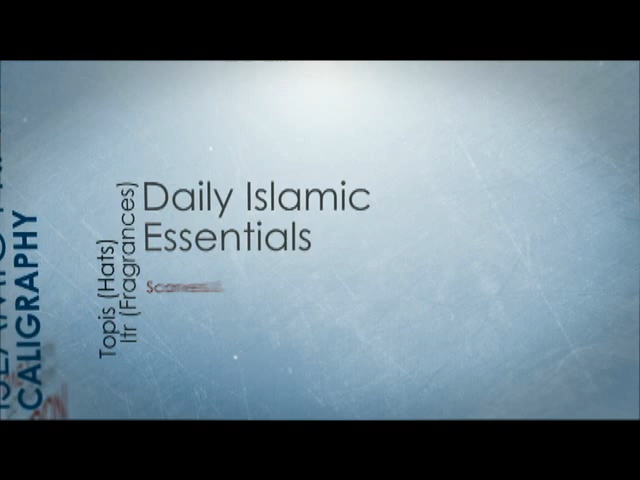 Daily Islamic
Essentials
Topis (Hats)
Itr (Fragrances)
CALIGRAPHY